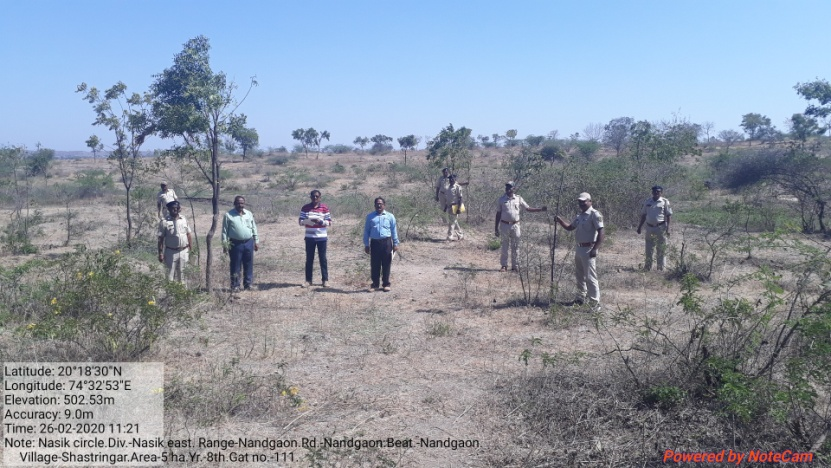 Latitude: 20°18'30"N
Longitude: 74°32'53"E
Elevation: 502.53m
Accuracy: 9.0m
Time: 26-02-2020 11:21
Note: Nasik circle.Div.-Nasik east. Range-Nandgaon.Rd.-Nandgaon.Beat.-Nandgaon.
Village-Shastringar.Area-5 ha.Yr.-8th.Gat no.-111.
Powered by NoteCam